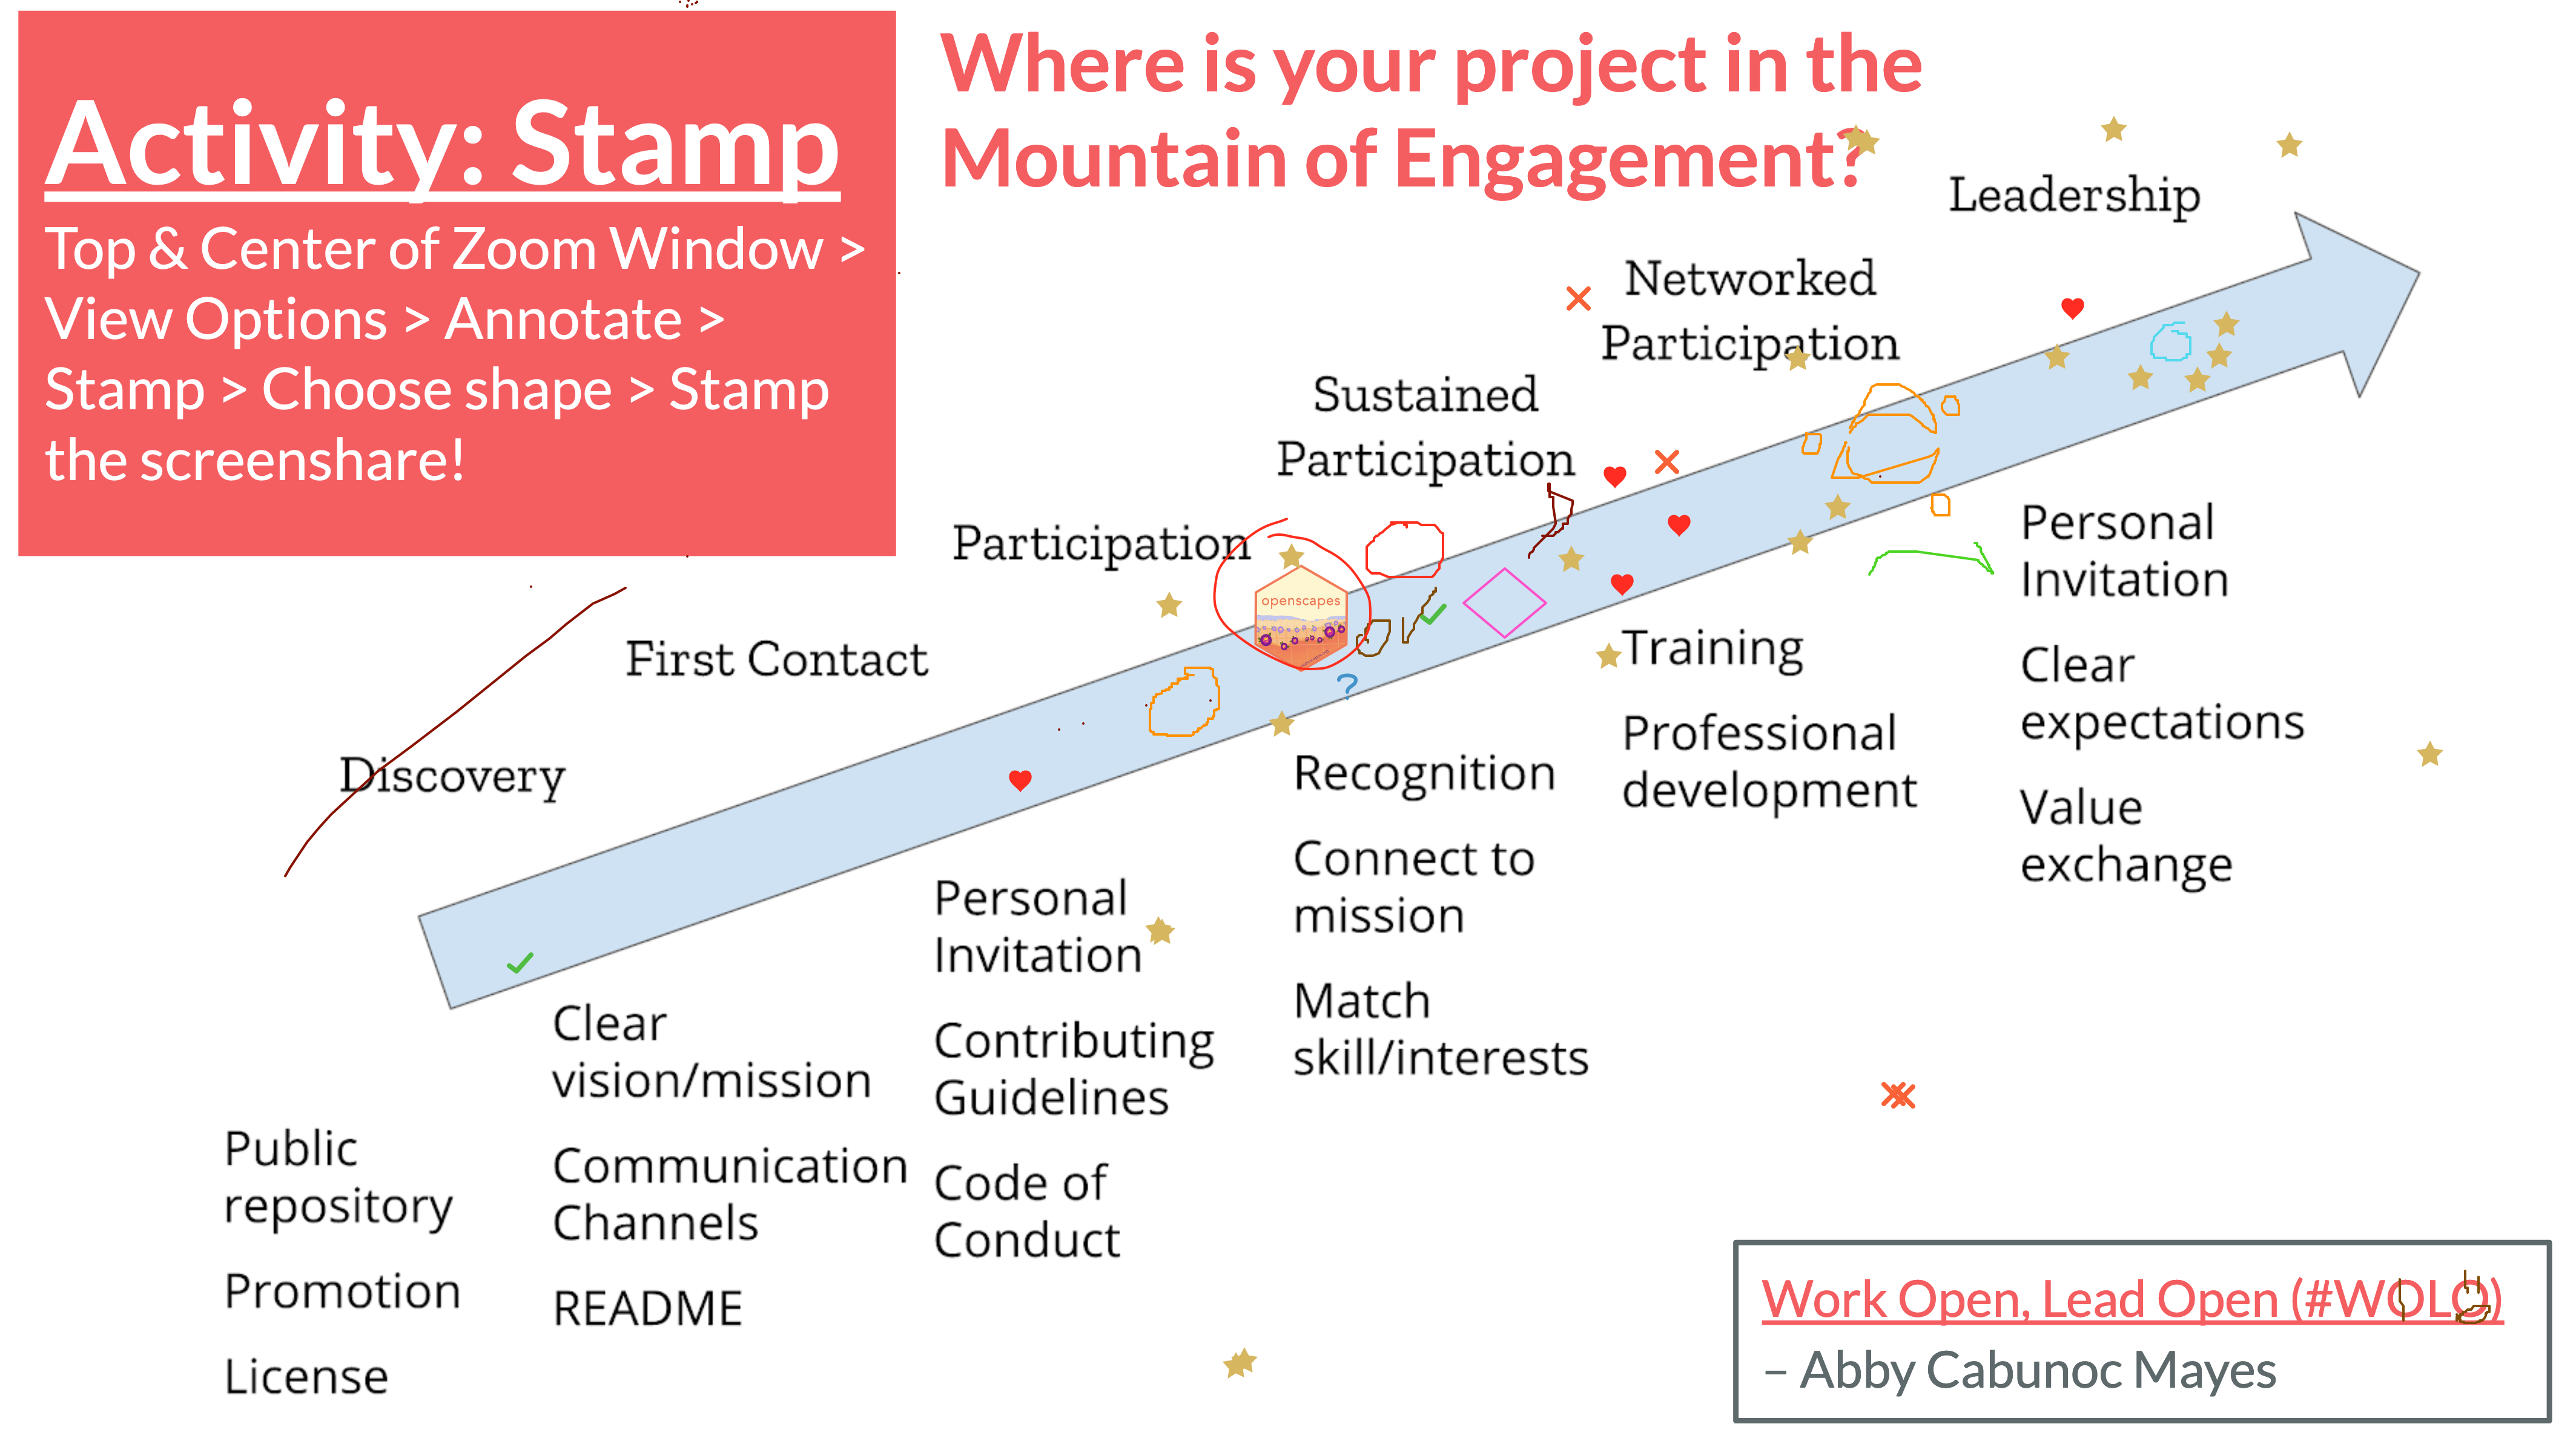 Activity: Stamp
Top & Center of Zoom Window >
View Options > Annotate >
Stamp > Choose shape > Stamp
the screenshare!
Where is your project in the
Mountain of Engagement?
Leadership
Networked
Participation
Sustained
Participation
Participation
First Contact
Discovery
openscapes
?
Public
repository
Promotion
License
Clear
vision/mission
Communication
Channels
README
Personal
Invitation
Contributing
Guidelines
Code of
Conduct
Recognition
Connect to
mission
Match
skill/interests
Training
Professional
development
Personal
Invitation
Clear
expectations
Value
exchange
Work Open, Lead Open (#WOLO)
– Abby Cabunoc Mayes